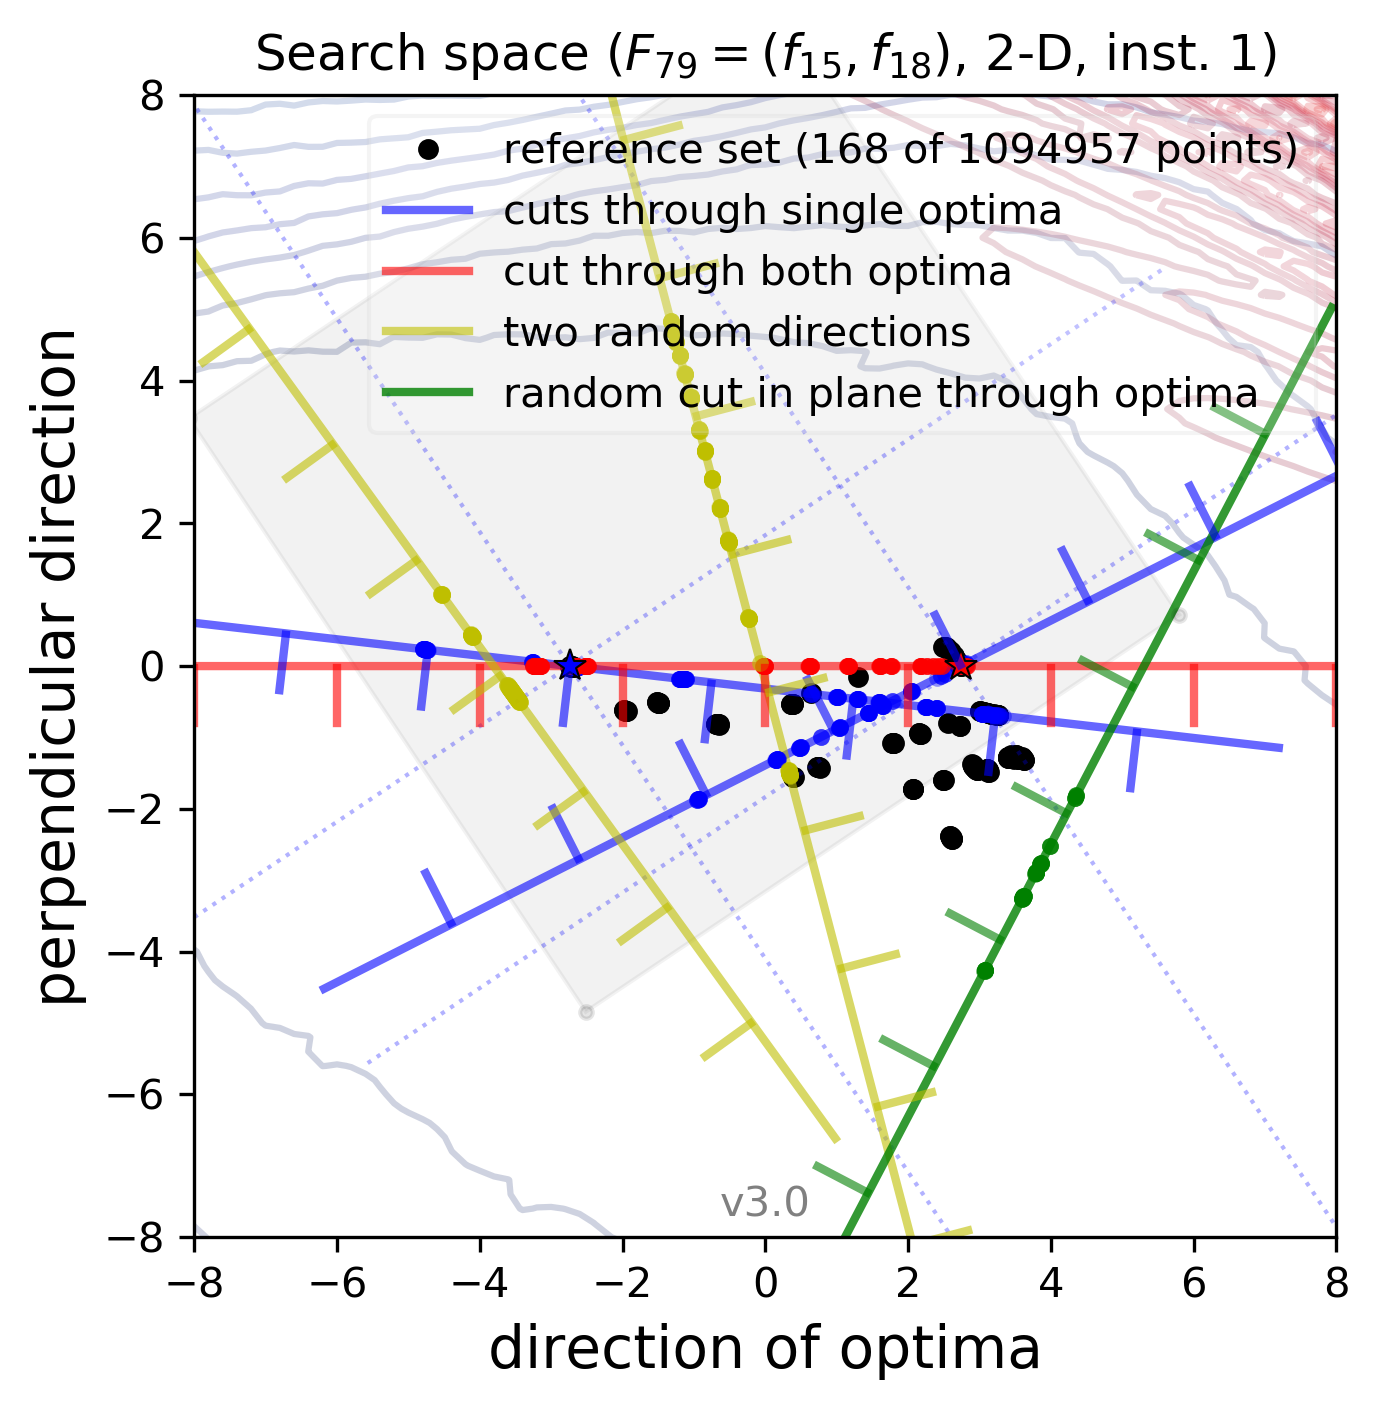 Search space (F79 = (f15, f18), 2-D, inst. 1)
reference set (168 of 1094957 points)
cuts through single optima
cut through both optima
two random directions
random cut in plane through optima
perpendicular direction
8
6
4
2
0
−2
−4
−6
−8
v3.0
−8 −6 −4 −2 0 2 4 6 8
direction of optima